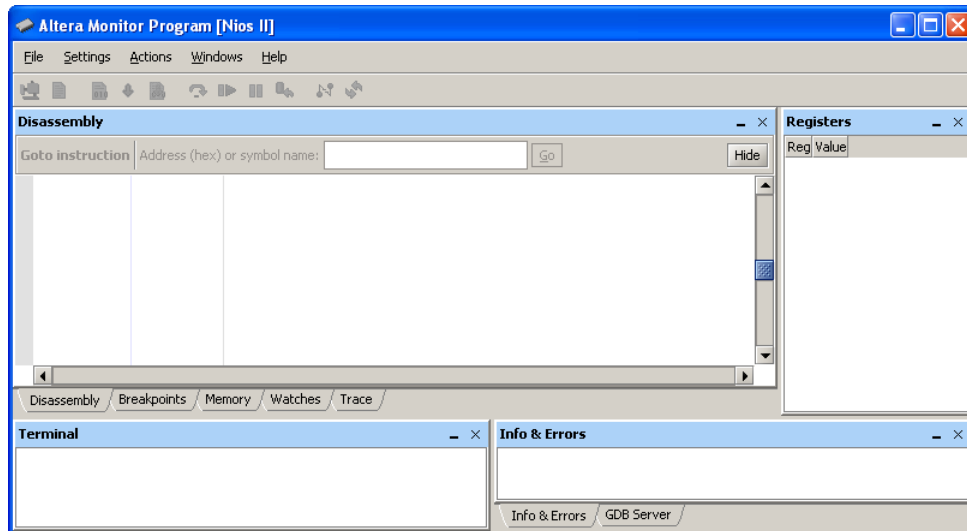 Altera Monitor Program [Nios II]
File Settings Actions Windows Help
Disassembly
Goto instruction Address (hex) or symbol name: Go Hide
Registers
Reg Value
Disassembly Breakpoints Memory Watches Trace
Terminal
Info & Errors
Info & Errors GDB Server